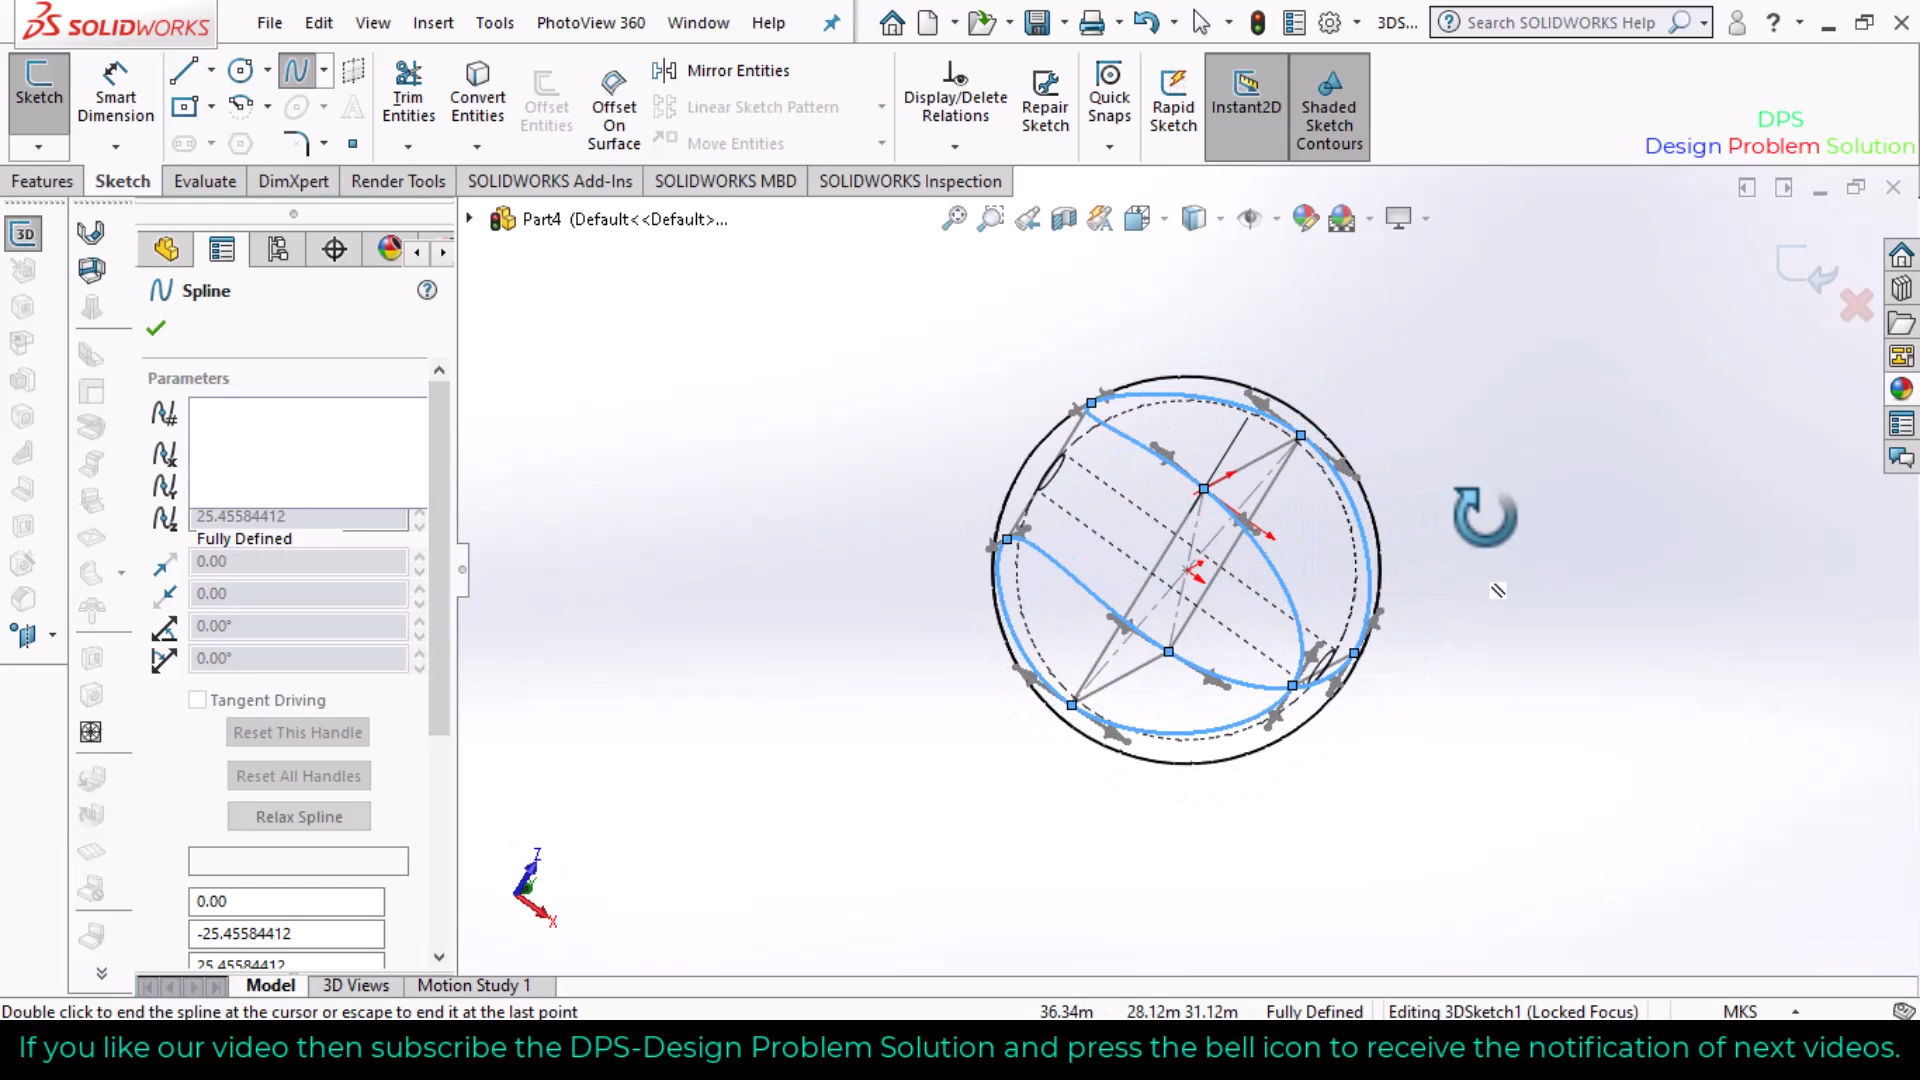 SOLIDWORKS
File Edit View Insert Tools PhotoView 360 Window Help
3DS...
Search SOLIDWORKS Help
Sketch
Smart Dimension
Trim Entities
Convert Entities
Offset Entities
Offset On Surface
Mirror Entities
Linear Sketch Pattern
Move Entities
Display/Delete Relations
Repair Sketch
Quick Snaps
Rapid Sketch
Instant2D
Shaded Sketch Contours
DPS
Design Problem Solution
Features Sketch Evaluate DimXpert Render Tools SOLIDWORKS Add-Ins SOLIDWORKS MBD SOLIDWORKS Inspection
3D
Part4 (Default<<Default>...
Spline
Parameters
25.45584412
Fully Defined
0.00
0.00
0.00°
0.00°
Tangent Driving
Reset This Handle
Reset All Handles
Relax Spline
0.00
-25.45584412
25.45584412
Z
X
Model 3D Views Motion Study 1
Double click to end the spline at the cursor or escape to end it at the last point
36.34m 28.12m 31.12m Fully Defined Editing 3DSketch1 (Locked Focus) MKS
If you like our video then subscribe the DPS-Design Problem Solution and press the bell icon to receive the notification of next videos.